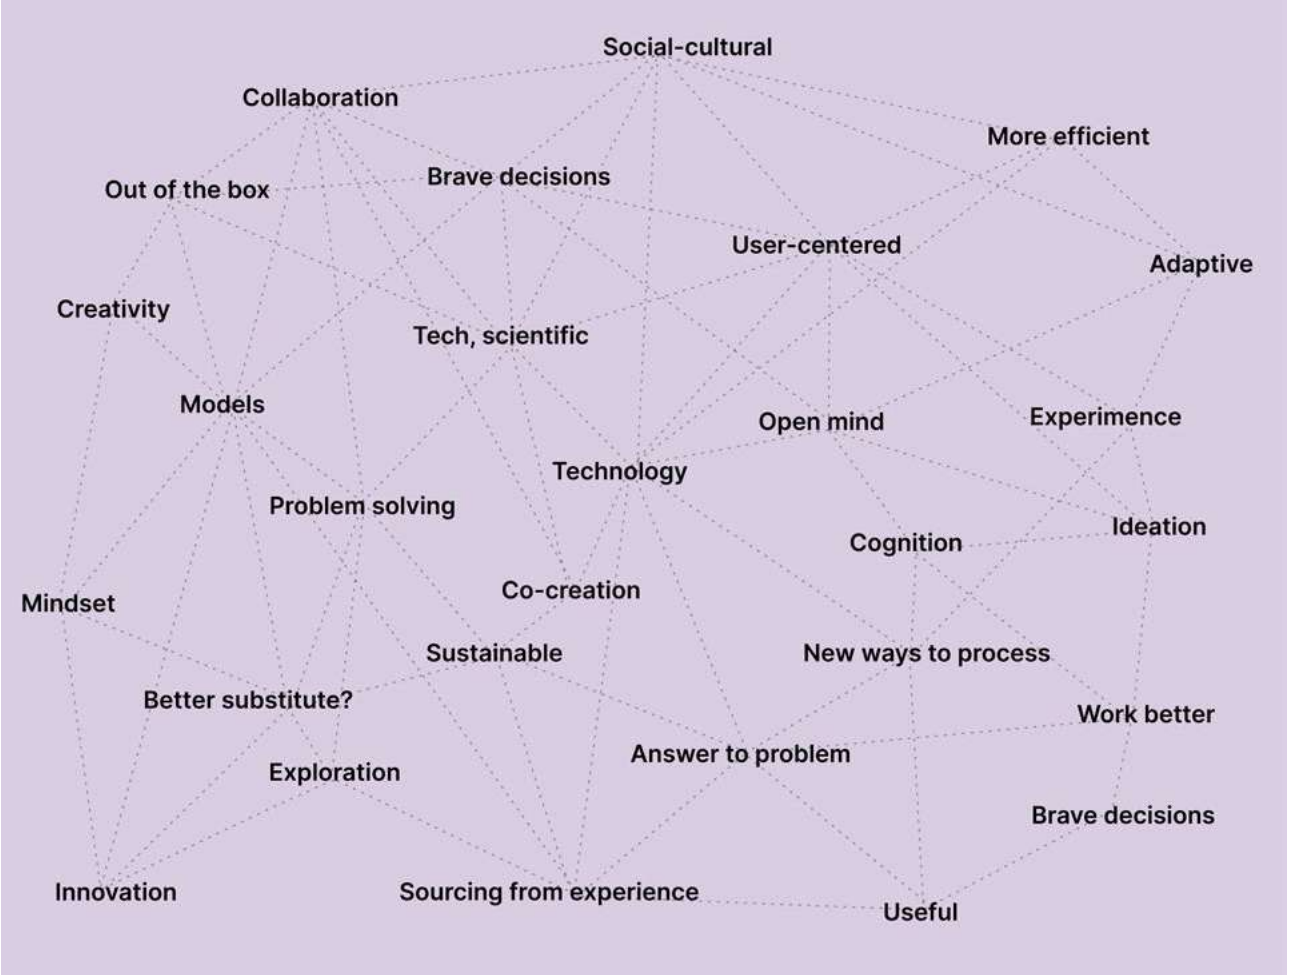 Social-cultural
Collaboration
More efficient
Brave decisions
Out of the box
User-centered
Adaptive
Creativity
Tech, scientific
Models
Experimence
Open mind
Technology
Problem solving
Ideation
Cognition
Co-creation
Mindset
Sustainable
New ways to process
Better substitute?
Work better
Answer to problem
Exploration
Brave decisions
Innovation
Sourcing from experience
Useful